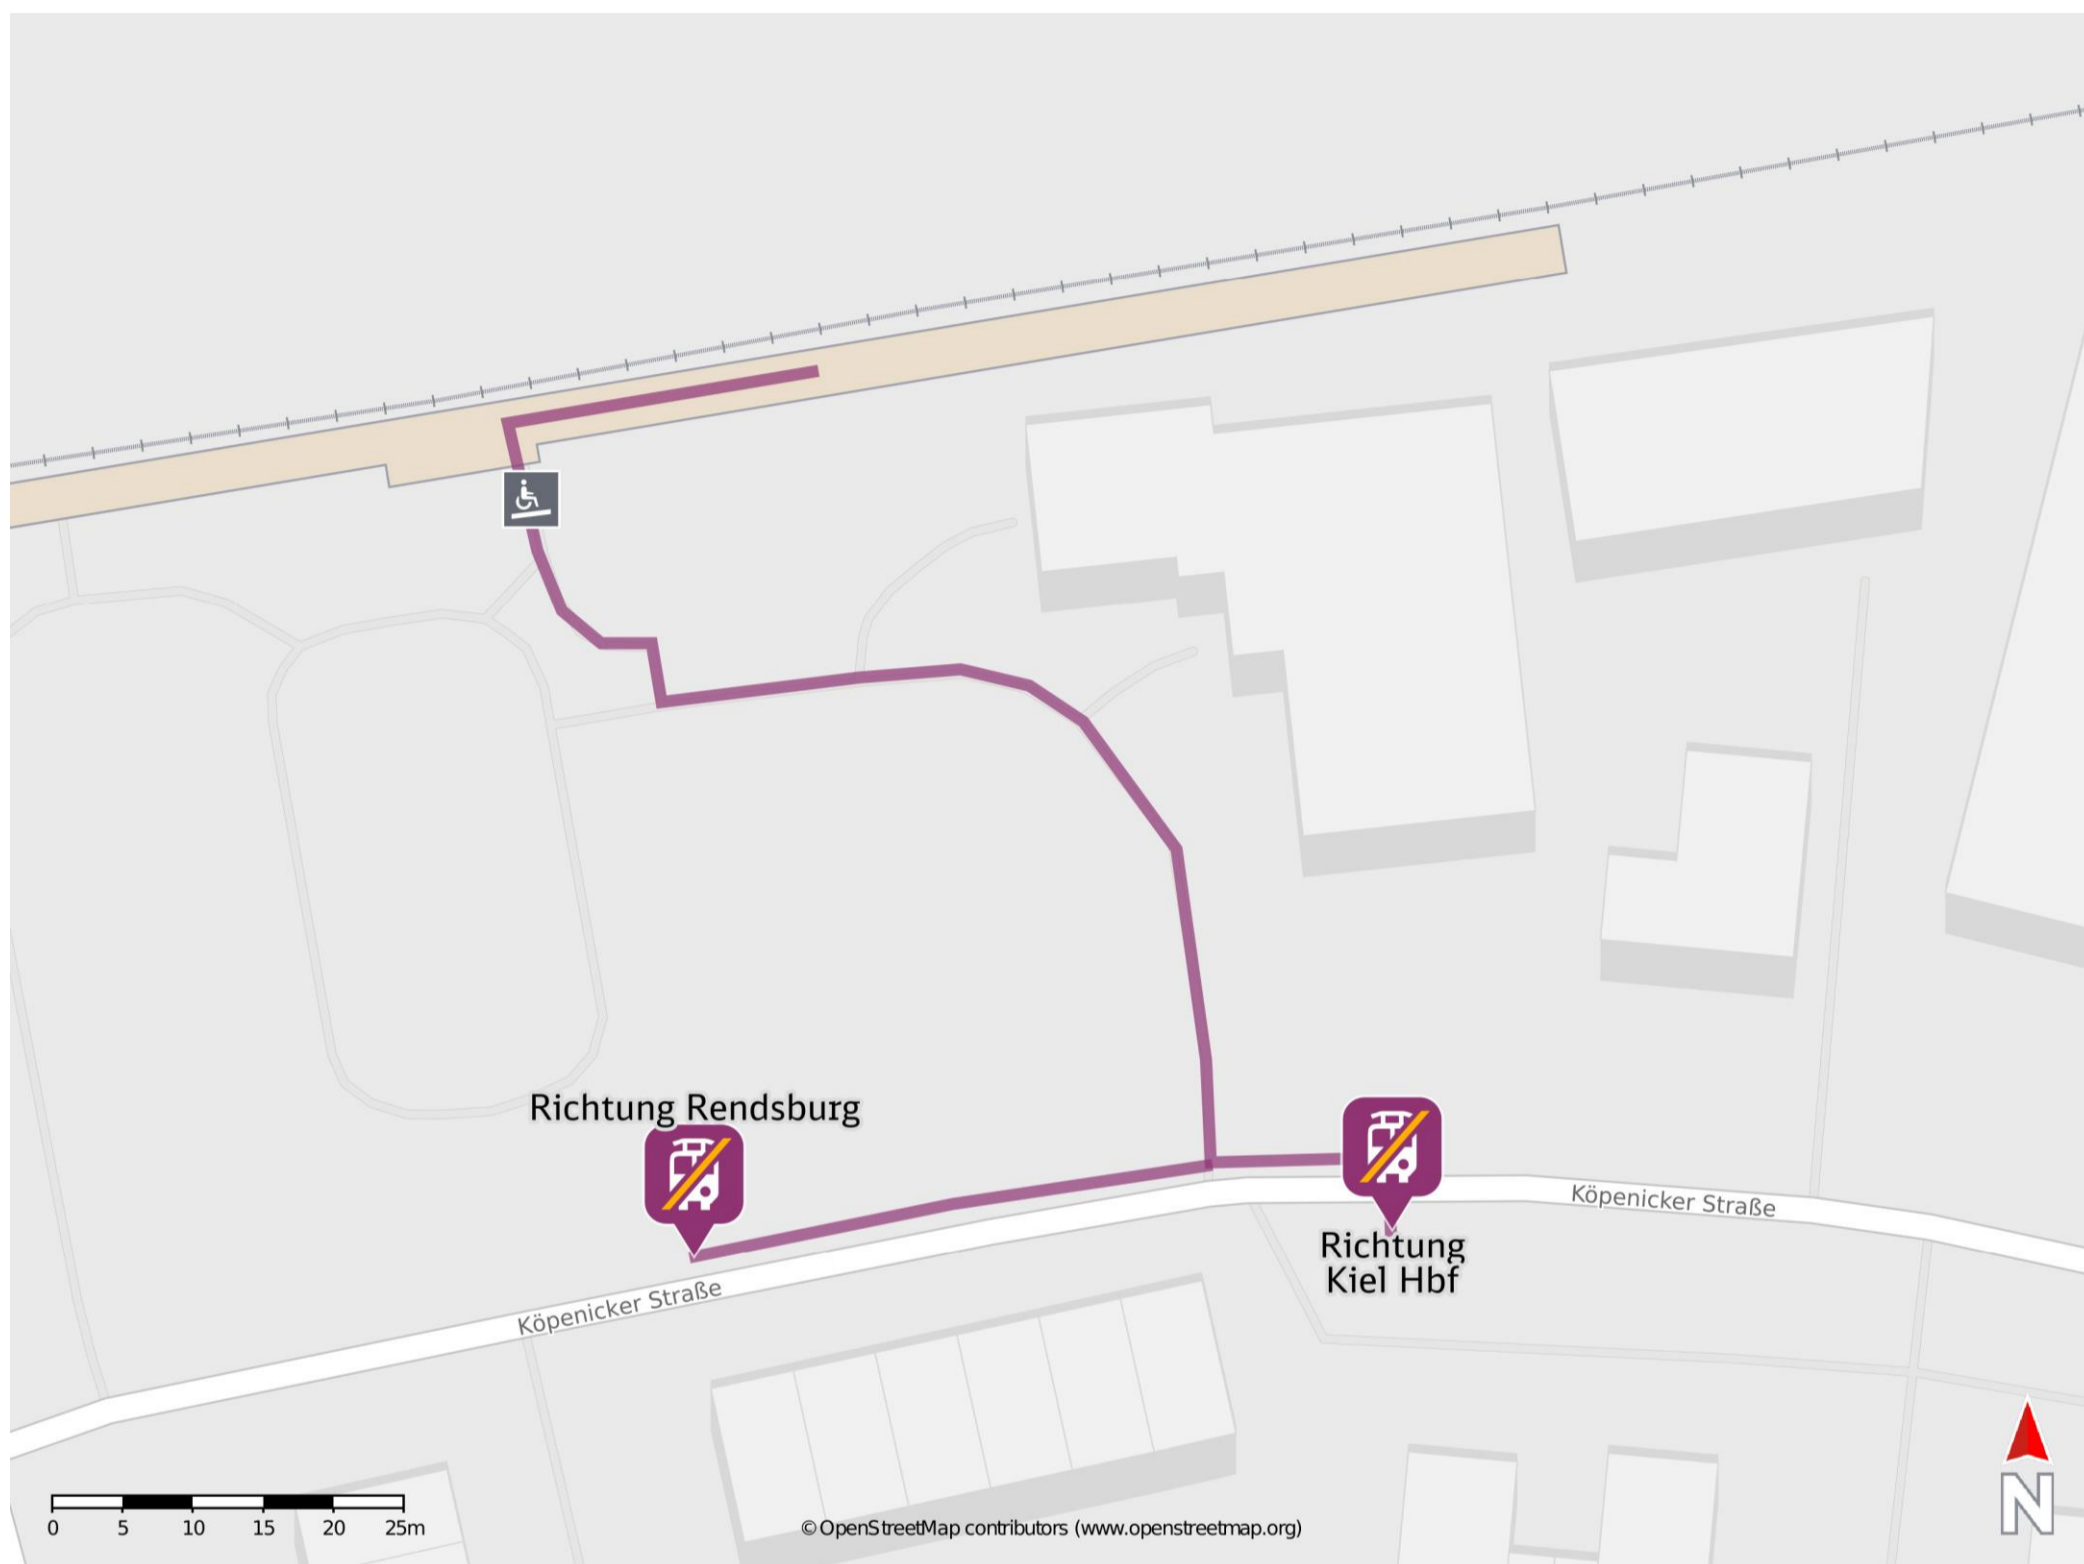 Richtung Rendsburg
Köpenicker Straße
Richtung
Kiel Hbf
Köpenicker Straße
0 5 10 15 20 25m
© OpenStreetMap contributors (www.openstreetmap.org)
N